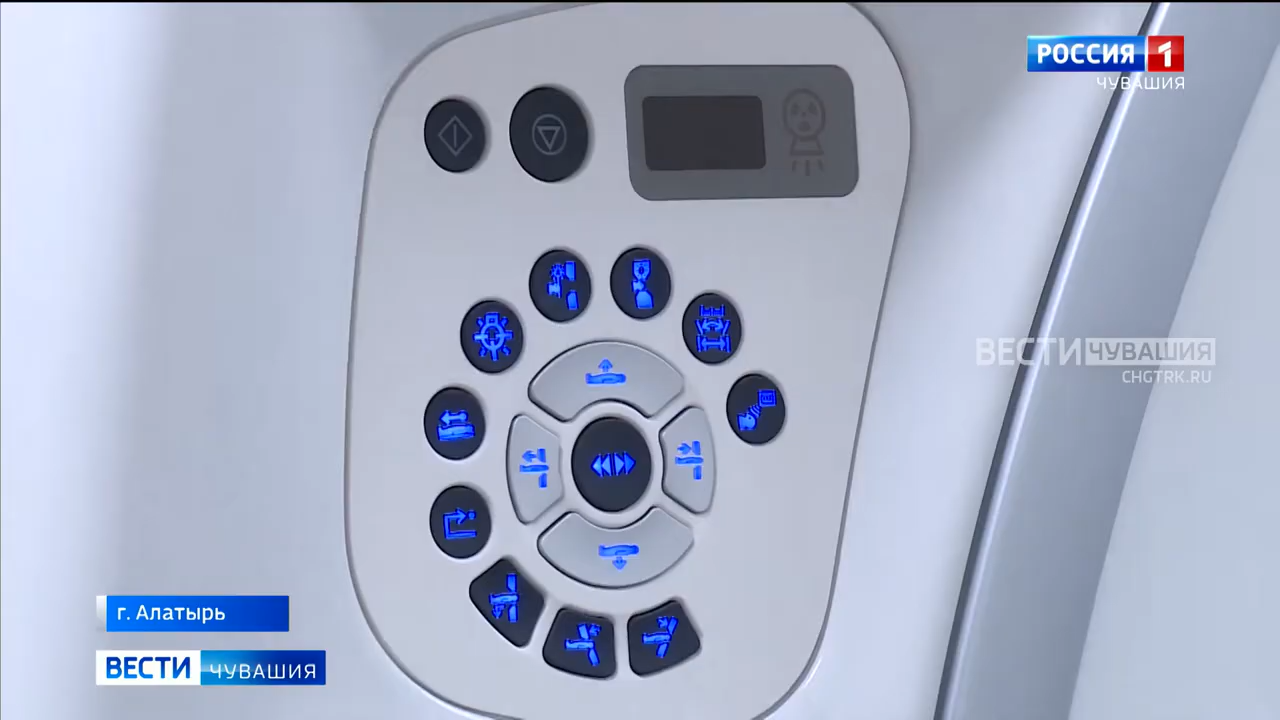 РОССИЯ 1
ЧУВАШИЯ
ВЕСТИ ЧУВАШИЯ
CHGTRK.RU
г. Алатырь
ВЕСТИ ЧУВАШИЯ